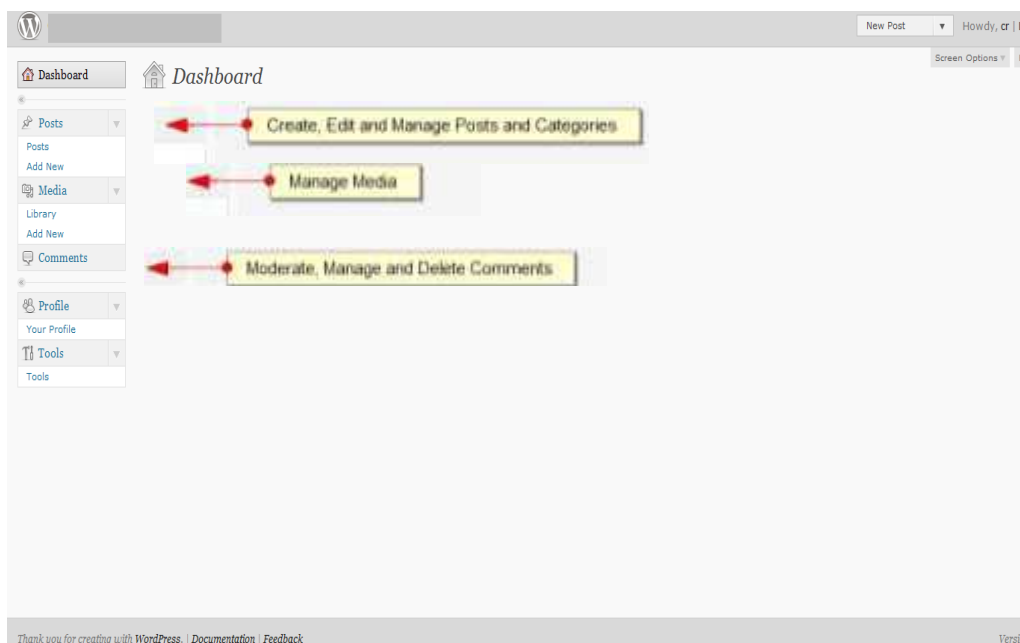 New Post
Howdy, cr |
Screen Options
Dashboard
Dashboard
Posts
Create, Edit and Manage Posts and Categories
Posts
Add New
Media
Manage Media
Library
Add New
Comments
Moderate, Manage and Delete Comments
Profile
Your Profile
Tools
Tools
Thank you for creating with WordPress. | Documentation | Feedback